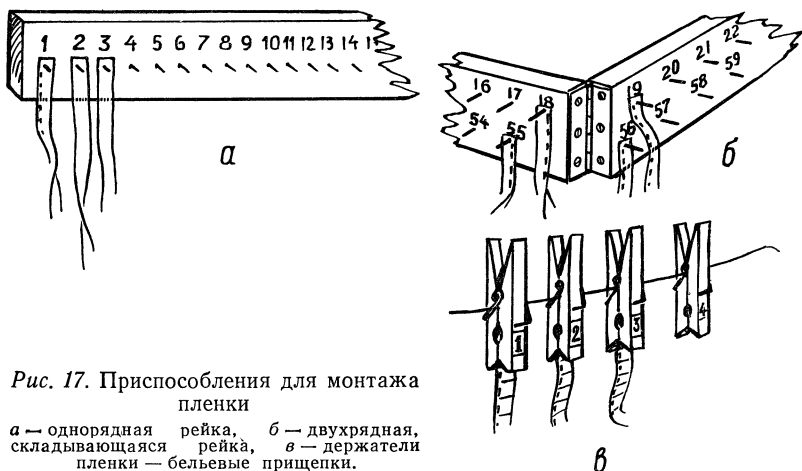 1 2 3 4 5 6 7 8 9 10 11 12 13 14
а
16 17 18 19 20 21 22
54 55 56 57 58 59
б
1 2 3 4
в
Рис. 17. Приспособления для монтажа
пленки
а — однорядная рейка, б — двухрядная,
складывающаяся рейка, в — держатели
пленки — бельевые прищепки.